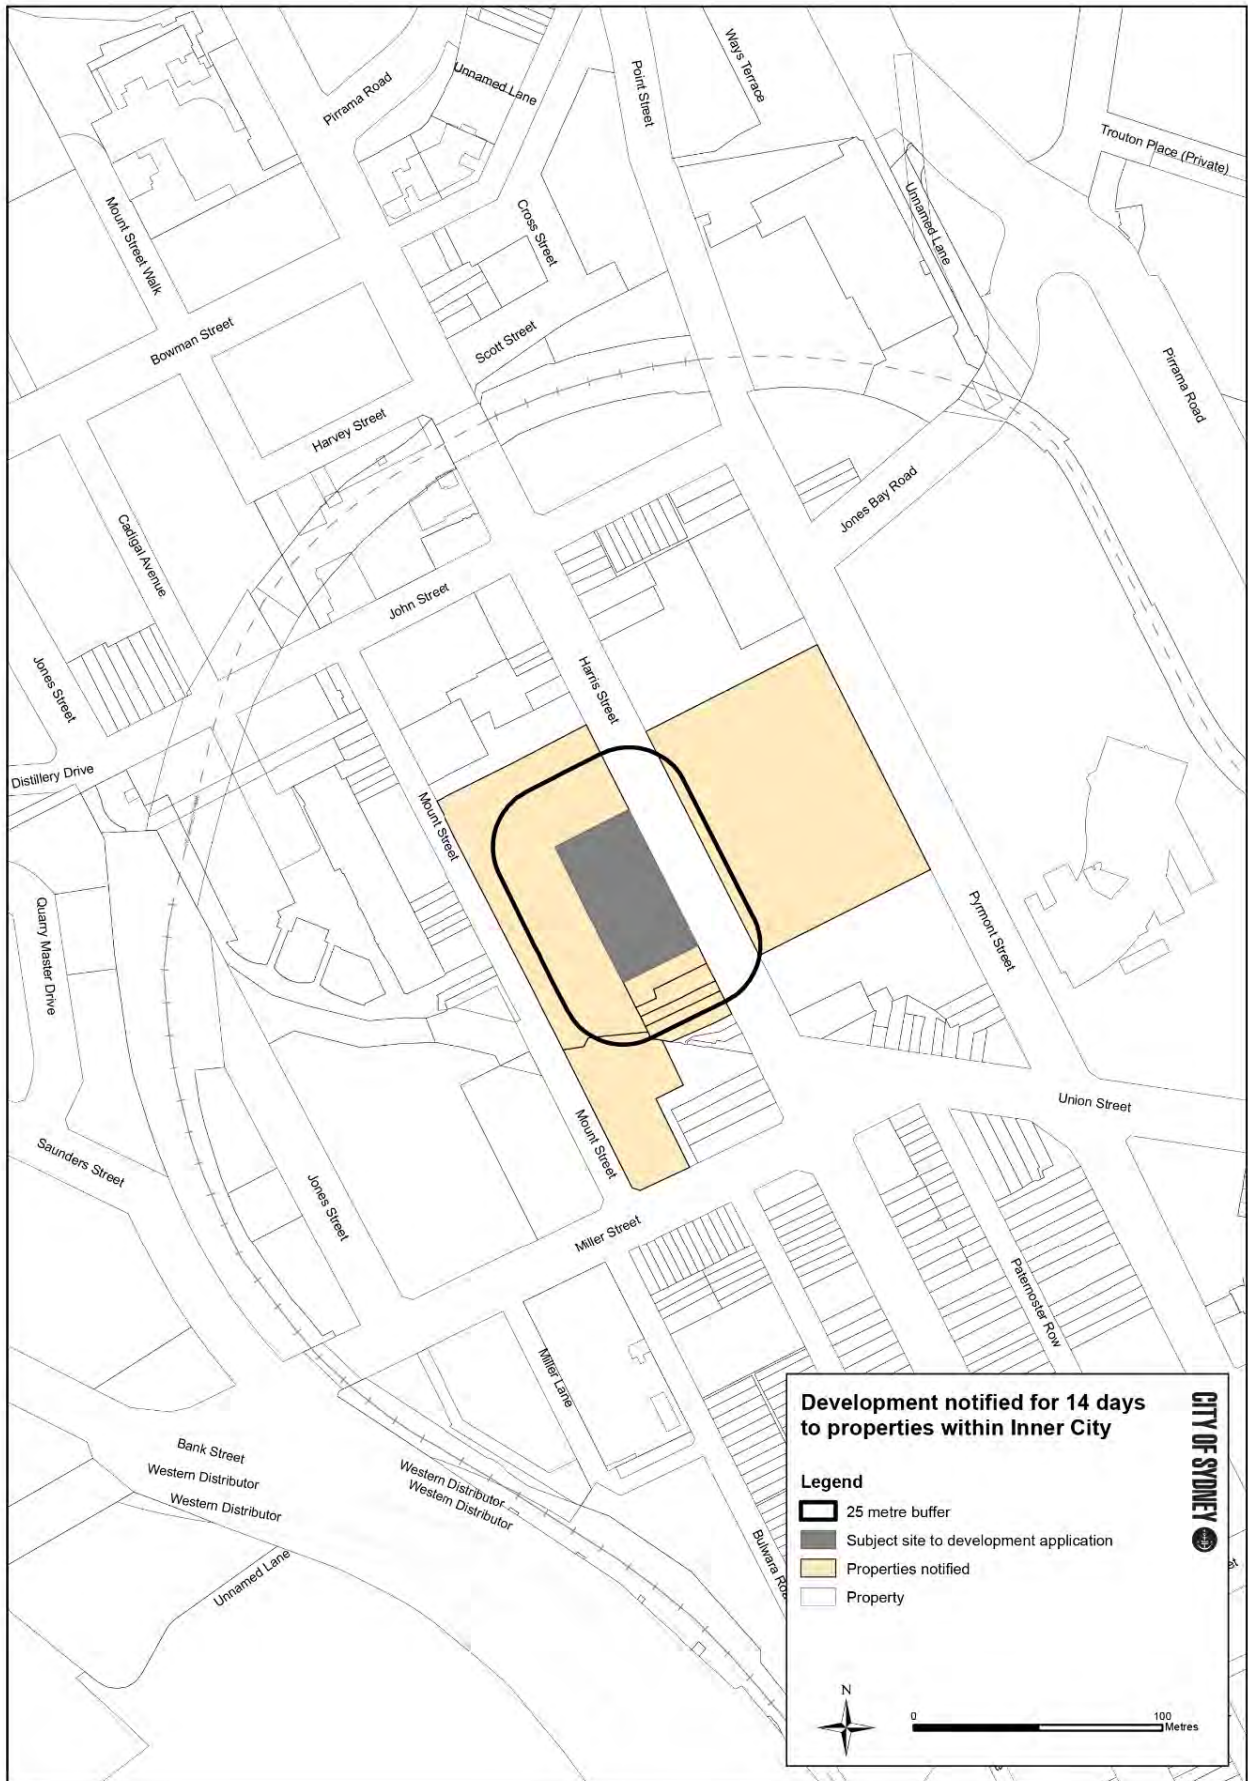 Ways Terrace
Point Street
Unnamed Lane
Pirrama Road
Trouton Place (Private)
Unnamed Lane
Mount Street Walk
Cross Street
Bowman Street
Scott Street
Pirrama Road
Harvey Street
Jones Bay Road
Cadigal Avenue
John Street
Jones Street
Harris Street
Distillery Drive
Mount Street
Quarry Master Drive
Pyrmont Street
Union Street
Mount Street
Saunders Street
Jones Street
Miller Street
Paternoster Row
Miller Lane
Bank Street
Western Distributor
Western Distributor
Western Distributor
Western Distributor
Unnamed Lane
Bulwara
Development notified for 14 days
to properties within Inner City
CITY OF SYDNEY
Legend
25 metre buffer
Subject site to development application
Properties notified
Property
N
0 100
Metres